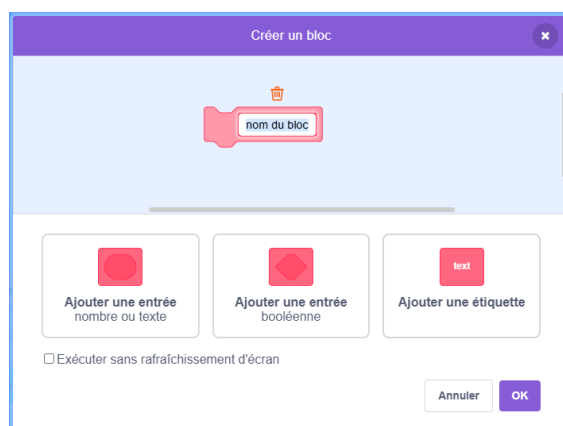 Créer un bloc
nom du bloc
text
Ajouter une entrée
nombre ou texte
Ajouter une entrée
booléenne
Ajouter une étiquette
Exécuter sans rafraîchissement d'écran
Annuler
OK